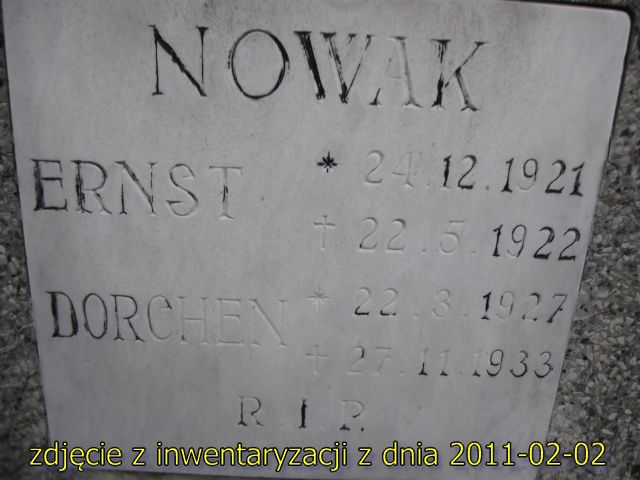 NOWAK
ERNST * 24.12.1921
† 22.5.1922
DORCHEN * 22.3.1927
† 27.11.1933
R.I.P.
zdjęcie z inwentaryzacji z dnia 2011-02-02